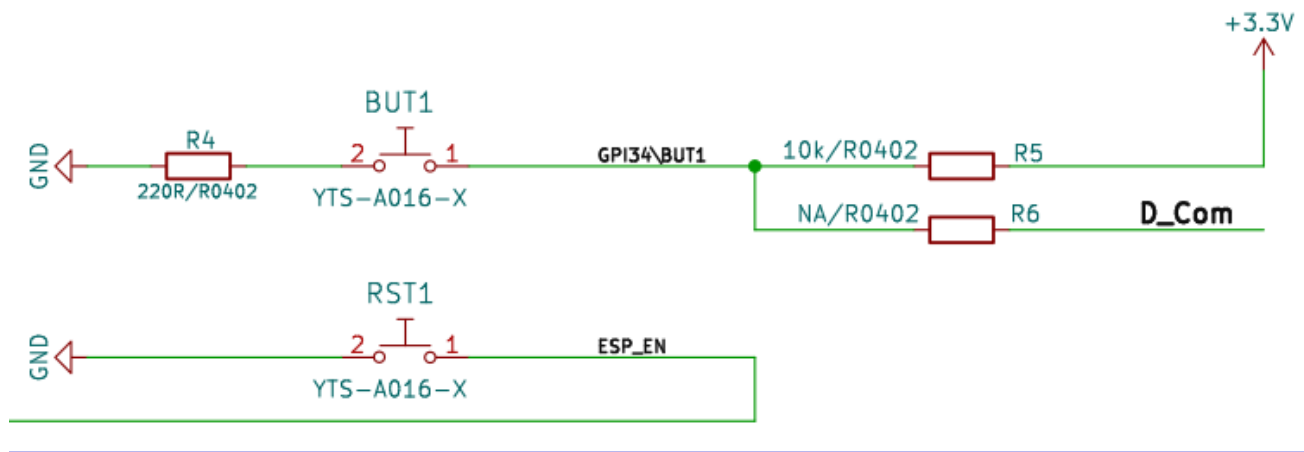 +3.3V
BUT1
R4
2
1
GPI34\BUT1
10k/R0402
R5
GND
220R/R0402
YTS-A016-X
NA/R0402
R6
D_Com
RST1
2
1
ESP_EN
GND
YTS-A016-X